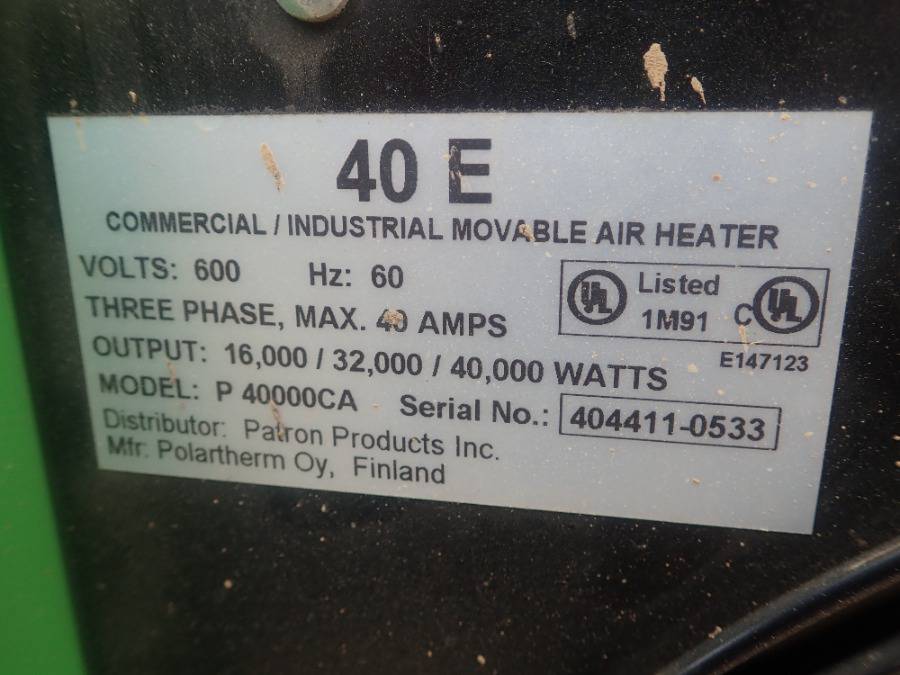 40 E
COMMERCIAL / INDUSTRIAL MOVABLE AIR HEATER
VOLTS: 600 Hz: 60
THREE PHASE, MAX. 40 AMPS
OUTPUT: 16,000 / 32,000 / 40,000 WATTS
MODEL: P 40000CA Serial No.: 404411-0533
Distributor: Patron Products Inc.
Mfr: Polartherm Oy, Finland
UL Listed 1M91 C UL
E147123